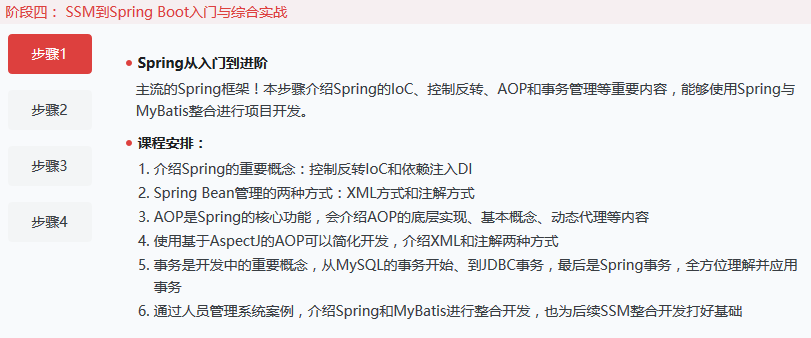 阶段四： SSM到Spring Boot入门与综合实战
步骤1
步骤2
步骤3
步骤4
Spring从入门到进阶
主流的Spring框架！本步骤介绍Spring的IoC、控制反转、AOP和事务管理等重要内容，能够使用Spring与
MyBatis整合进行项目开发。
课程安排：
1. 介绍Spring的重要概念：控制反转IoC和依赖注入DI
2. Spring Bean管理的两种方式：XML方式和注解方式
3. AOP是Spring的核心功能，会介绍AOP的底层实现、基本概念、动态代理等内容
4. 使用基于AspectJ的AOP可以简化开发，介绍XML和注解两种方式
5. 事务是开发中的重要概念，从MySQL的事务开始、到JDBC事务，最后是Spring事务，全方位理解并应用
事务
6. 通过人员管理系统案例，介绍Spring和MyBatis进行整合开发，也为后续SSM整合开发打好基础